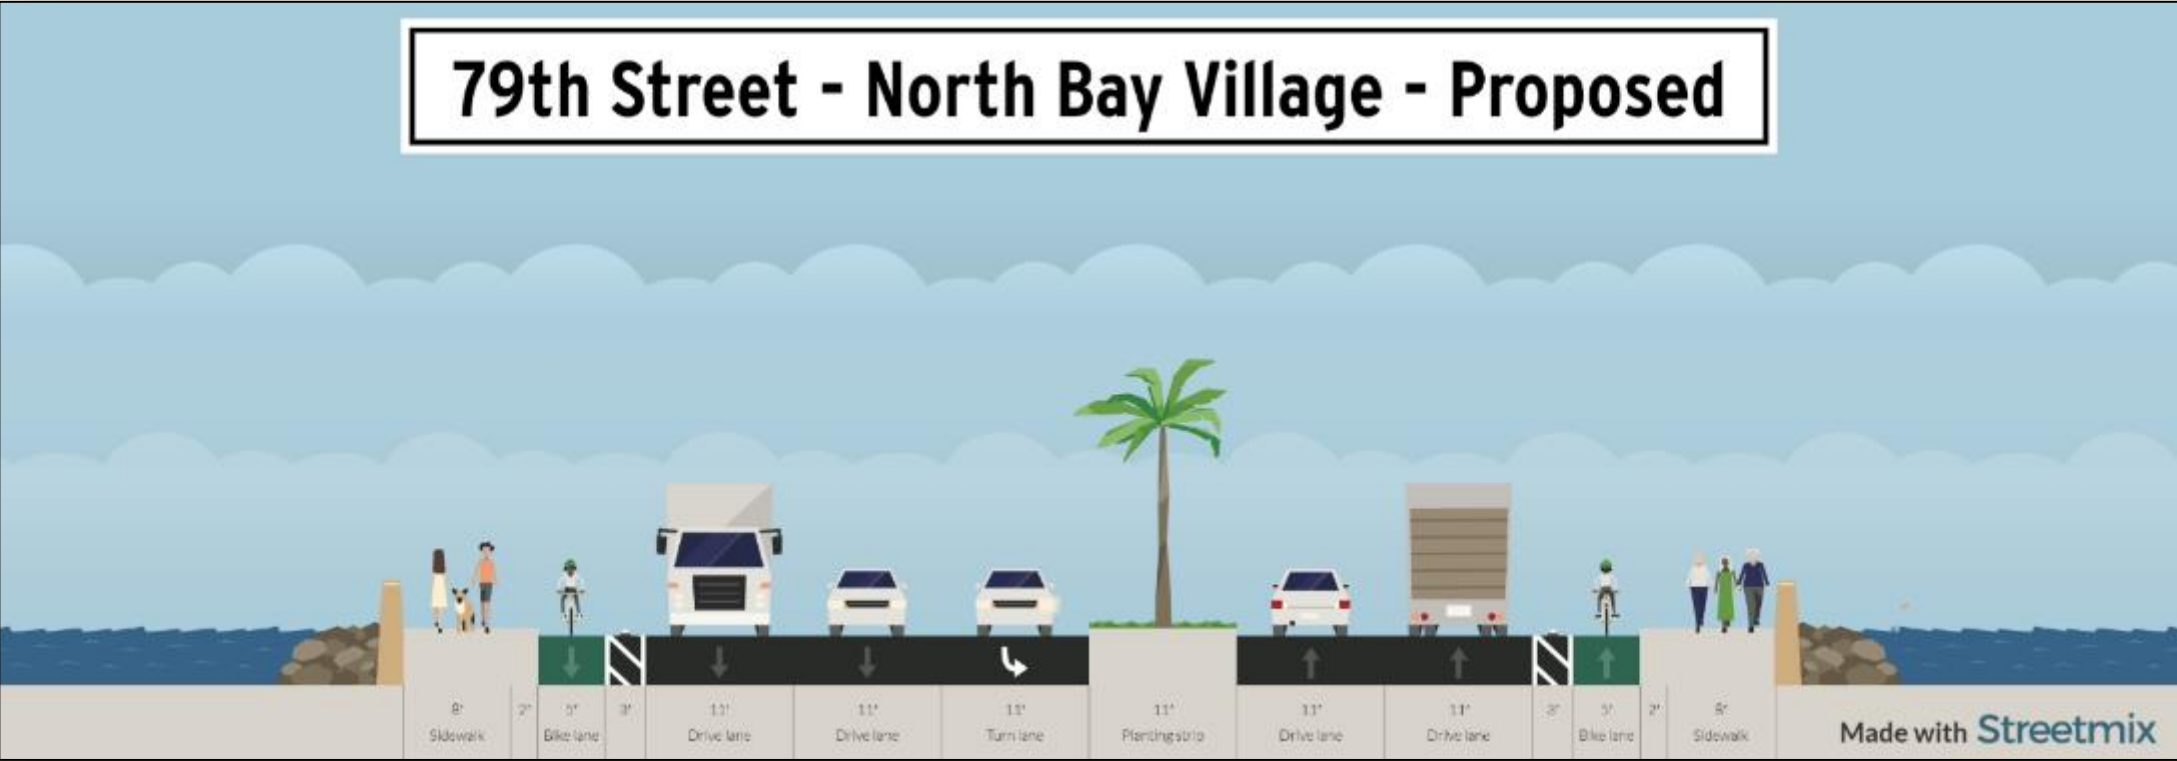 79th Street - North Bay Village - Proposed
8' 2' 5' 3' 11' 11' 11' 11' 11' 11' 3' 5' 2' 8'
Sidewalk Bike lane Drive lane Drive lane Turn lane Planting strip Drive lane Drive lane Bike lane Sidewalk
Made with Streetmix